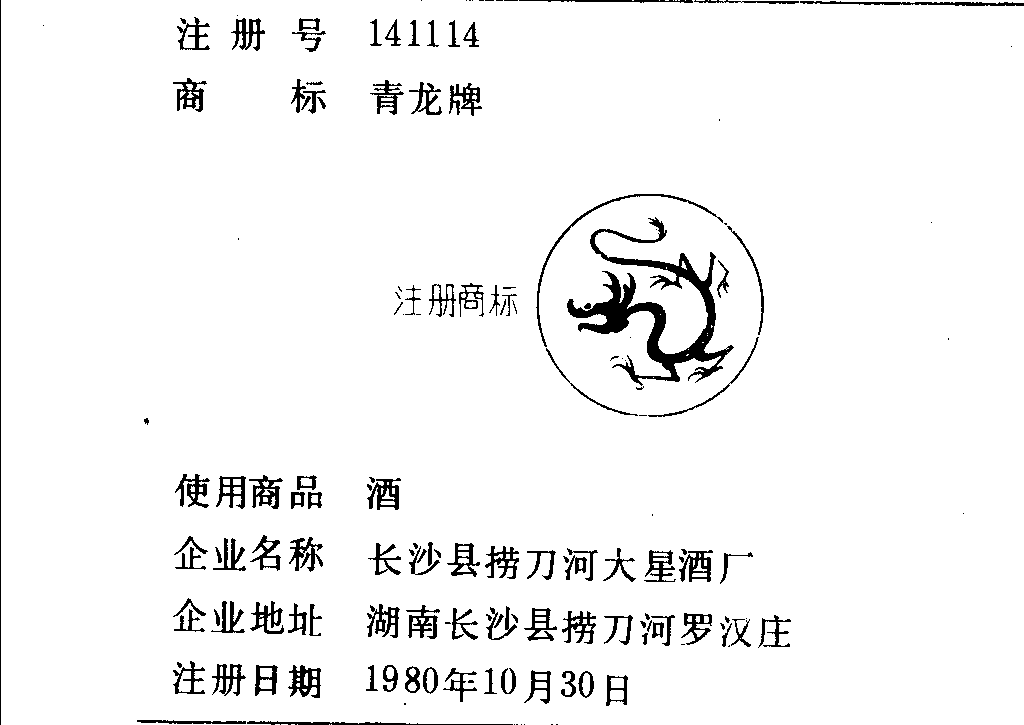 注册号 141114
商标 青龙牌
注册商标
使用商品 酒
企业名称 长沙县捞刀河大星酒厂
企业地址 湖南长沙县捞刀河罗汉庄
注册日期 1980年10月30日